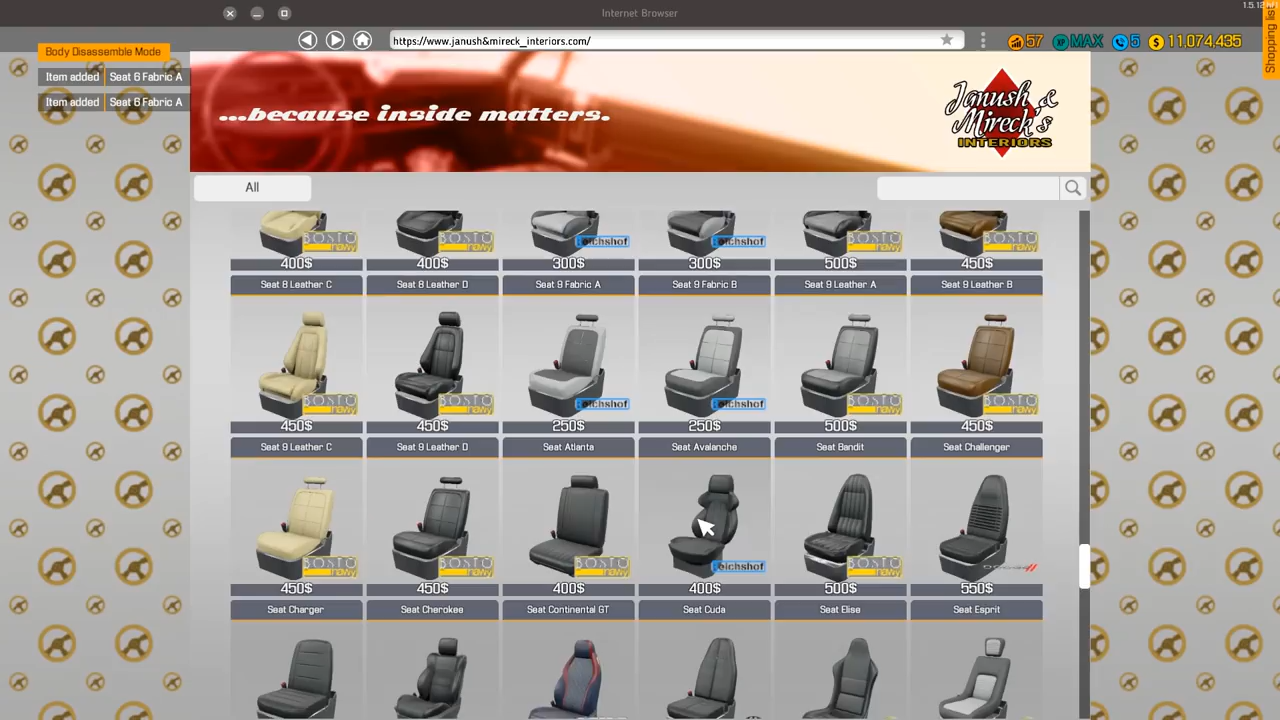 Internet Browser
1.5.12
https://www.janush&mireck_interiors.com/
57
XP MAX
5
$ 11,074,435
Shopping list
Body Disassemble Mode
Item added Seat 6 Fabric A
Item added Seat 6 Fabric A
...because inside matters.
Janush &
Mireck's
INTERIORS
All
400$ 400$ 300$ 300$ 500$ 450$
Seat 8 Leather C Seat 8 Leather D Seat 9 Fabric A Seat 9 Fabric B Seat 9 Leather A Seat 9 Leather B
450$ 450$ 250$ 250$ 500$ 450$
Seat 9 Leather C Seat 9 Leather D Seat Atlanta Seat Avalanche Seat Bandit Seat Challenger
450$ 450$ 400$ 400$ 500$ 550$
Seat Charger Seat Cherokee Seat Continental GT Seat Cuda Seat Elise Seat Esprit